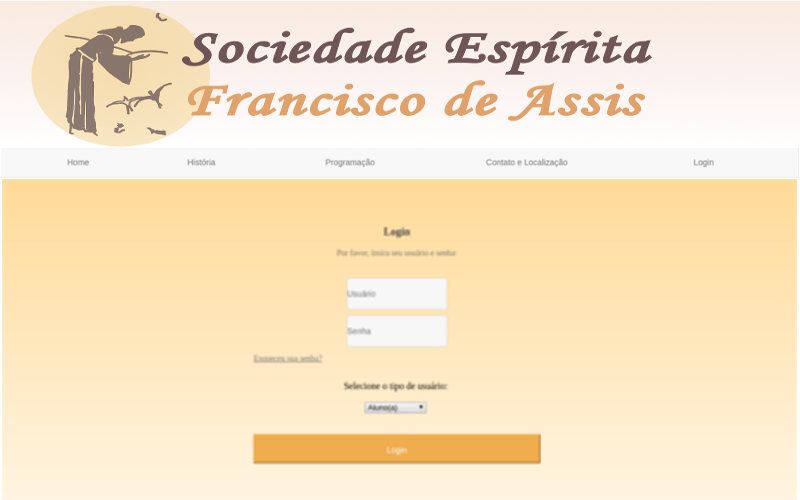 Sociedade Espírita
Francisco de Assis
Home História Programação Contato e Localização Login
Login
Por favor, insira seu usuário e senha:
Usuário
Senha
Esqueceu sua senha?
Selecione o tipo de usuário:
Aluno(a)
Login